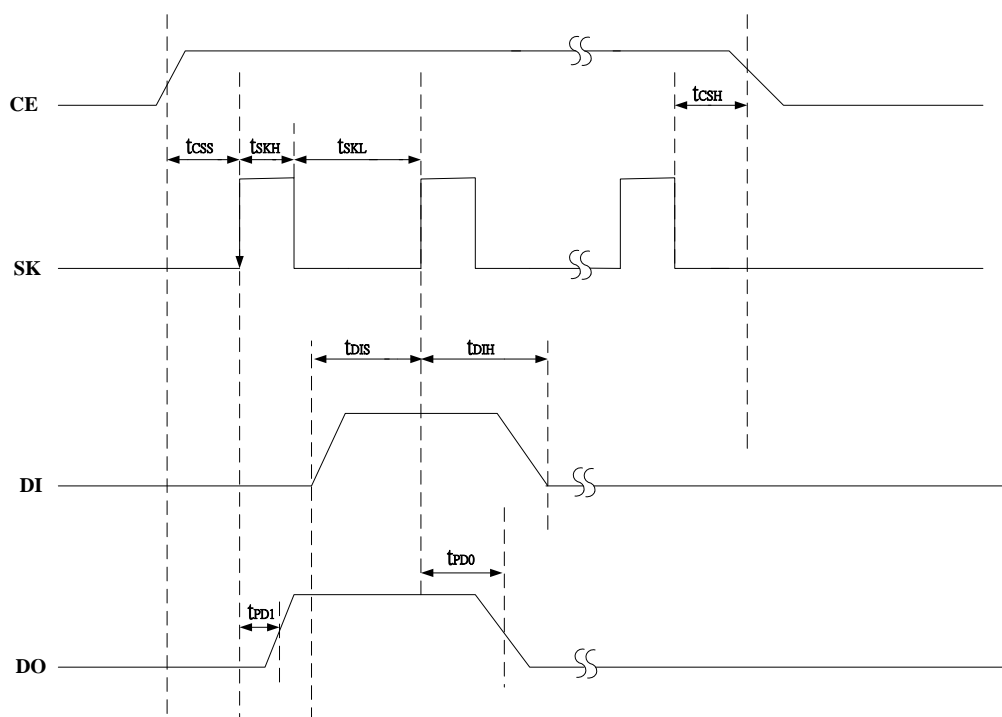 CE
tCSH
tCSS tSKH tSKL
SK
tDIS tDIH
DI
tPD0
tPD1
DO